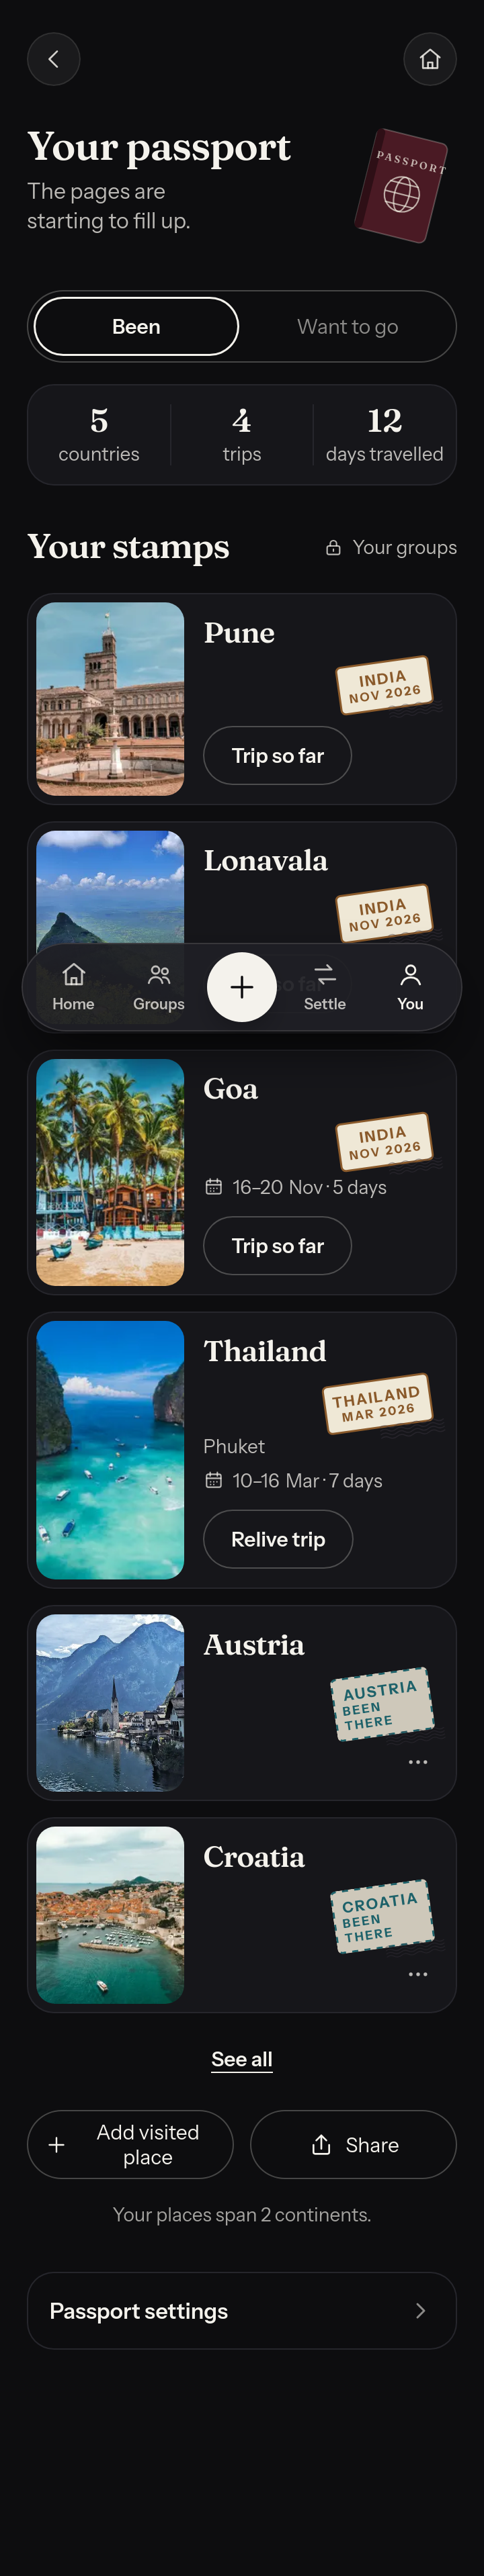 Your passport
The pages are
starting to fill up.
PASSPORT
Been
Want to go
5
countries
4
trips
12
days travelled
Your stamps
Your groups
Pune
INDIA
NOV 2026
Trip so far
Lonavala
INDIA
NOV 2026
Home
Groups
Settle
You
Goa
INDIA
NOV 2026
16–20 Nov · 5 days
Trip so far
Thailand
THAILAND
MAR 2026
Phuket
10–16 Mar · 7 days
Relive trip
Austria
AUSTRIA
BEEN
THERE
Croatia
CROATIA
BEEN
THERE
See all
Add visited
place
Share
Your places span 2 continents.
Passport settings